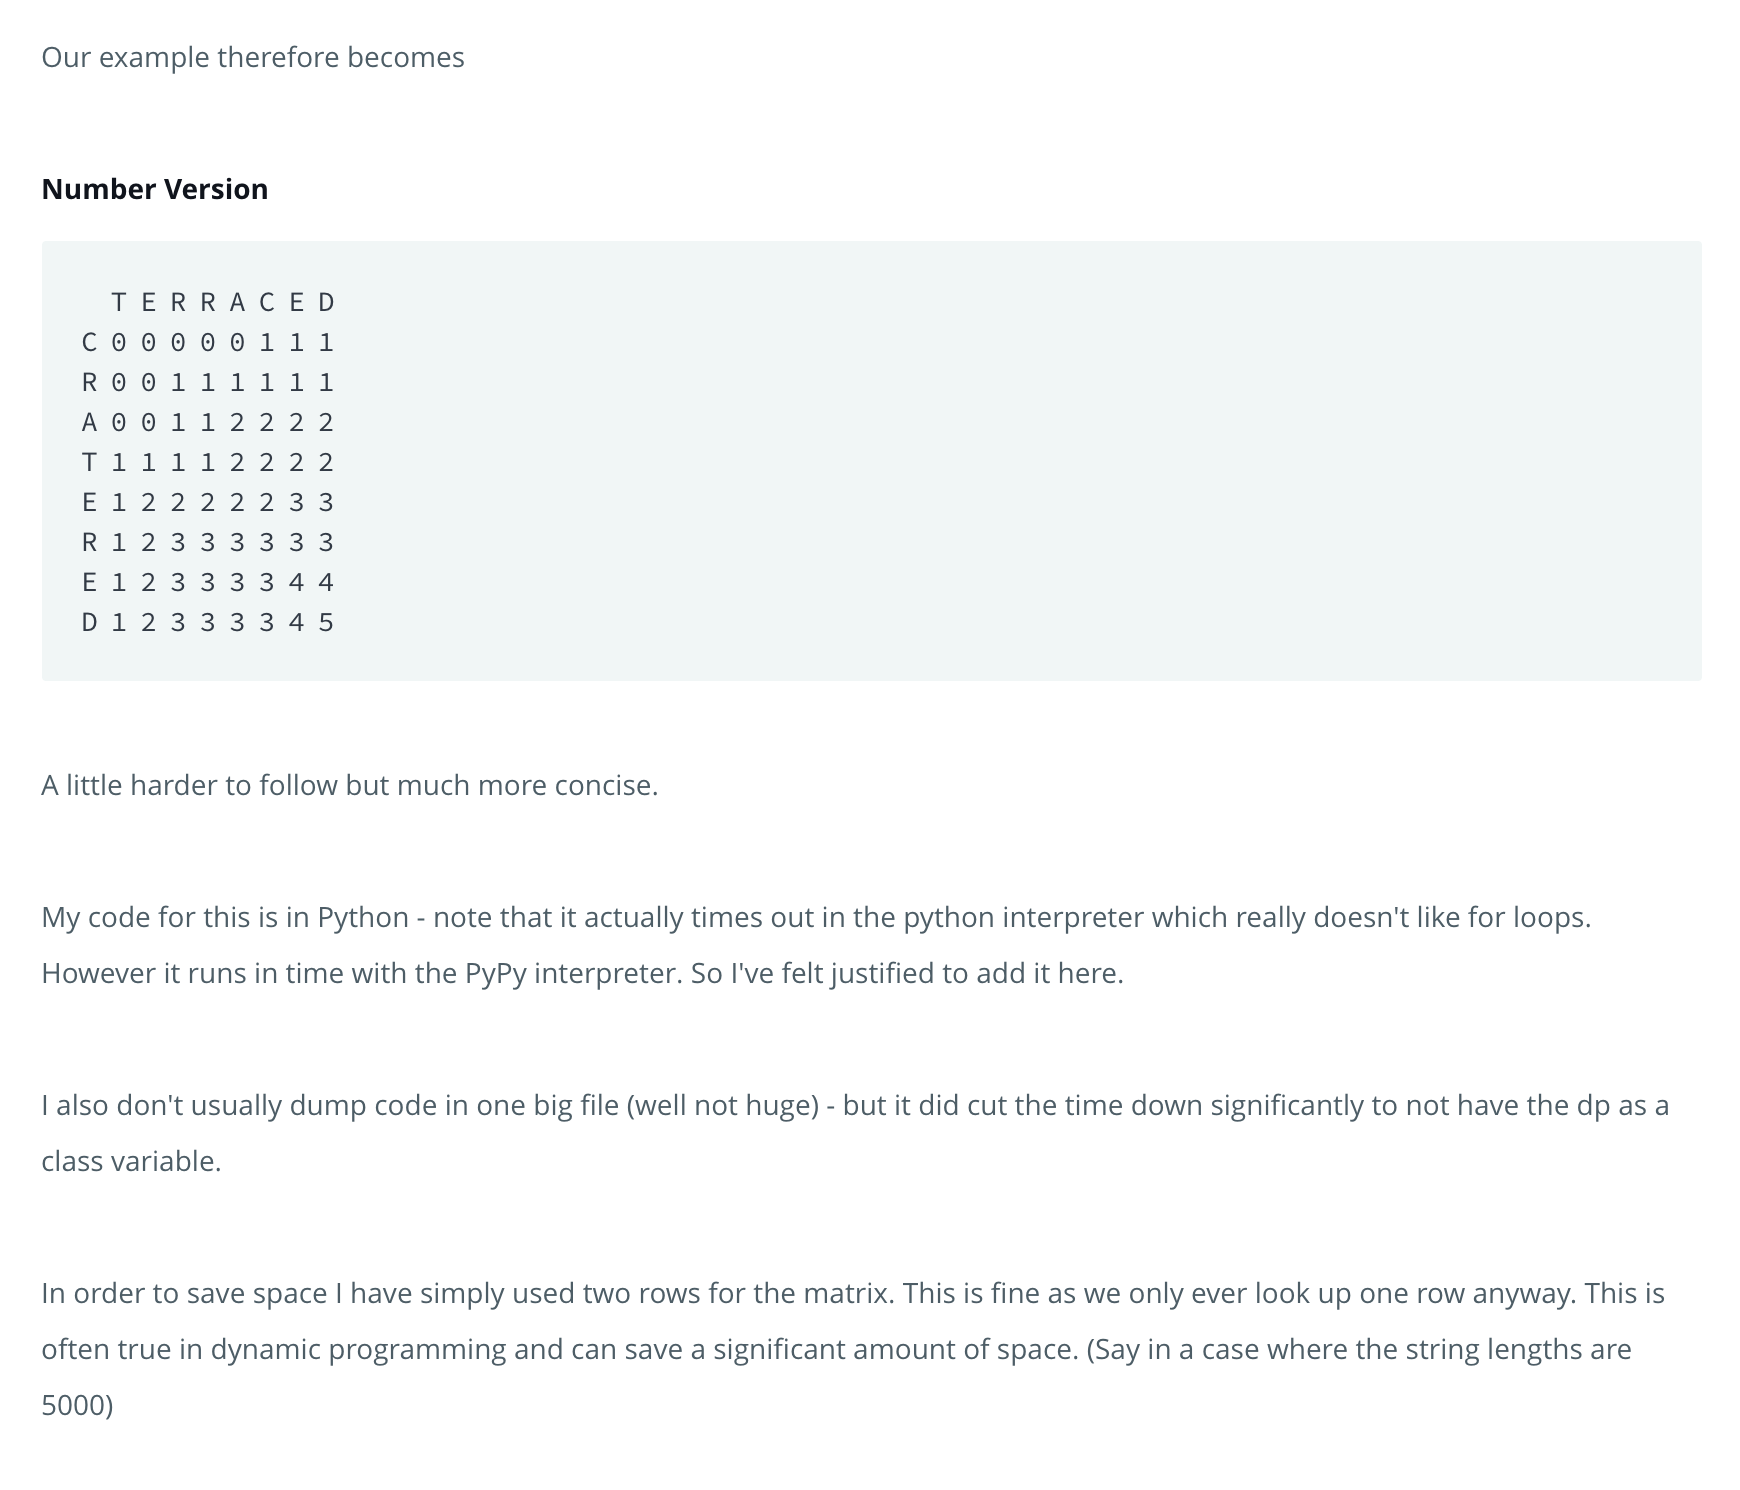 Our example therefore becomes
Number Version
  T E R R A C E D
C 0 0 0 0 0 1 1 1
R 0 0 1 1 1 1 1 1
A 0 0 1 1 2 2 2 2
T 1 1 1 1 2 2 2 2
E 1 2 2 2 2 2 3 3
R 1 2 3 3 3 3 3 3
E 1 2 3 3 3 3 4 4
D 1 2 3 3 3 3 4 5
A little harder to follow but much more concise.
My code for this is in Python - note that it actually times out in the python interpreter which really doesn't like for loops.
However it runs in time with the PyPy interpreter. So I've felt justified to add it here.
I also don't usually dump code in one big file (well not huge) - but it did cut the time down significantly to not have the dp as a
class variable.
In order to save space I have simply used two rows for the matrix. This is fine as we only ever look up one row anyway. This is
often true in dynamic programming and can save a significant amount of space. (Say in a case where the string lengths are
5000)